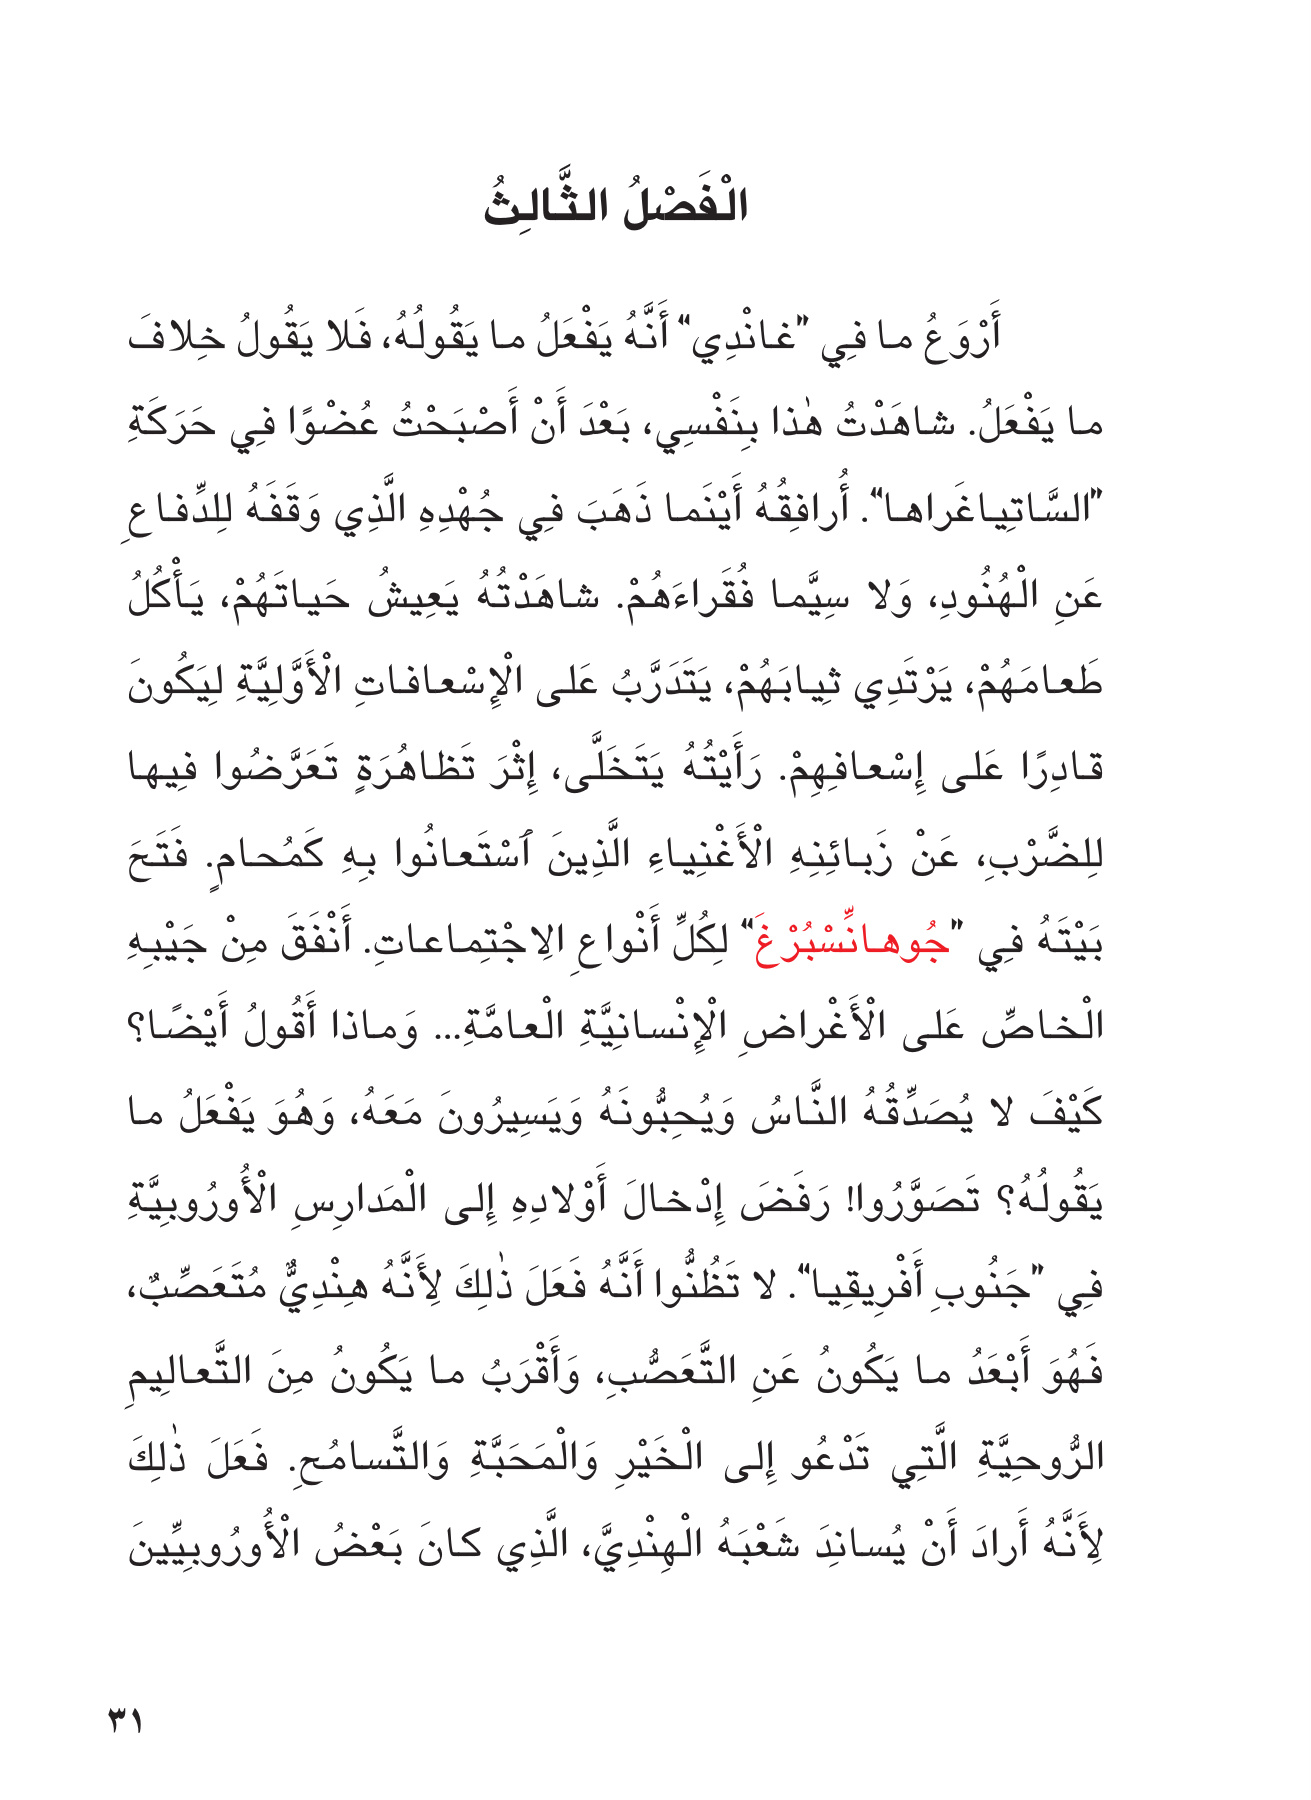 الْفَصْلُ الثَّالِثُ
أَرْوَعُ ما فِي "غانْدِي" أَنَّهُ يَفْعَلُ ما يَقُولُهُ، فَلا يَقُولُ خِلافَ
ما يَفْعَلُ. شاهَدْتُ هٰذا بِنَفْسِي، بَعْدَ أَنْ أَصْبَحْتُ عُضْوًا فِي حَرَكَةِ
"السَّاتِياغَراها". أُرافِقُهُ أَيْنَما ذَهَبَ فِي جُهْدِهِ الَّذِي وَقَفَهُ لِلدِّفاعِ
عَنِ الْهُنُودِ، وَلا سِيَّما فُقَراءَهُمْ. شاهَدْتُهُ يَعِيشُ حَياتَهُمْ، يَأْكُلُ
طَعامَهُمْ، يَرْتَدِي ثِيابَهُمْ، يَتَدَرَّبُ عَلى الْإِسْعافاتِ الْأَوَّلِيَّةِ لِيَكُونَ
قادِرًا عَلى إِسْعافِهِمْ. رَأَيْتُهُ يَتَخَلَّى، إِثْرَ تَظاهُرَةٍ تَعَرَّضُوا فِيها
لِلضَّرْبِ، عَنْ زَبائِنِهِ الْأَغْنِياءِ الَّذِينَ ٱسْتَعانُوا بِهِ كَمُحامٍ. فَتَحَ
بَيْتَهُ فِي "جُوهانِّسْبُرْغَ" لِكُلِّ أَنْواعِ الِاجْتِماعاتِ. أَنْفَقَ مِنْ جَيْبِهِ
الْخاصِّ عَلى الْأَغْراضِ الْإِنْسانِيَّةِ الْعامَّةِ... وَماذا أَقُولُ أَيْضًا؟
كَيْفَ لا يُصَدِّقُهُ النَّاسُ وَيُحِبُّونَهُ وَيَسِيرُونَ مَعَهُ، وَهُوَ يَفْعَلُ ما
يَقُولُهُ؟ تَصَوَّرُوا! رَفَضَ إِدْخالَ أَوْلادِهِ إِلى الْمَدارِسِ الْأُورُوبِيَّةِ
فِي "جَنُوبِ أَفْرِيقِيا". لا تَظُنُّوا أَنَّهُ فَعَلَ ذٰلِكَ لِأَنَّهُ هِنْدِيٌّ مُتَعَصِّبٌ،
فَهُوَ أَبْعَدُ ما يَكُونُ عَنِ التَّعَصُّبِ، وَأَقْرَبُ ما يَكُونُ مِنَ التَّعالِيمِ
الرُّوحِيَّةِ الَّتِي تَدْعُو إِلى الْخَيْرِ وَالْمَحَبَّةِ وَالتَّسامُحِ. فَعَلَ ذٰلِكَ
لِأَنَّهُ أَرادَ أَنْ يُسانِدَ شَعْبَهُ الْهِنْدِيَّ، الَّذِي كانَ بَعْضُ الْأُورُوبِيِّينَ
٣١